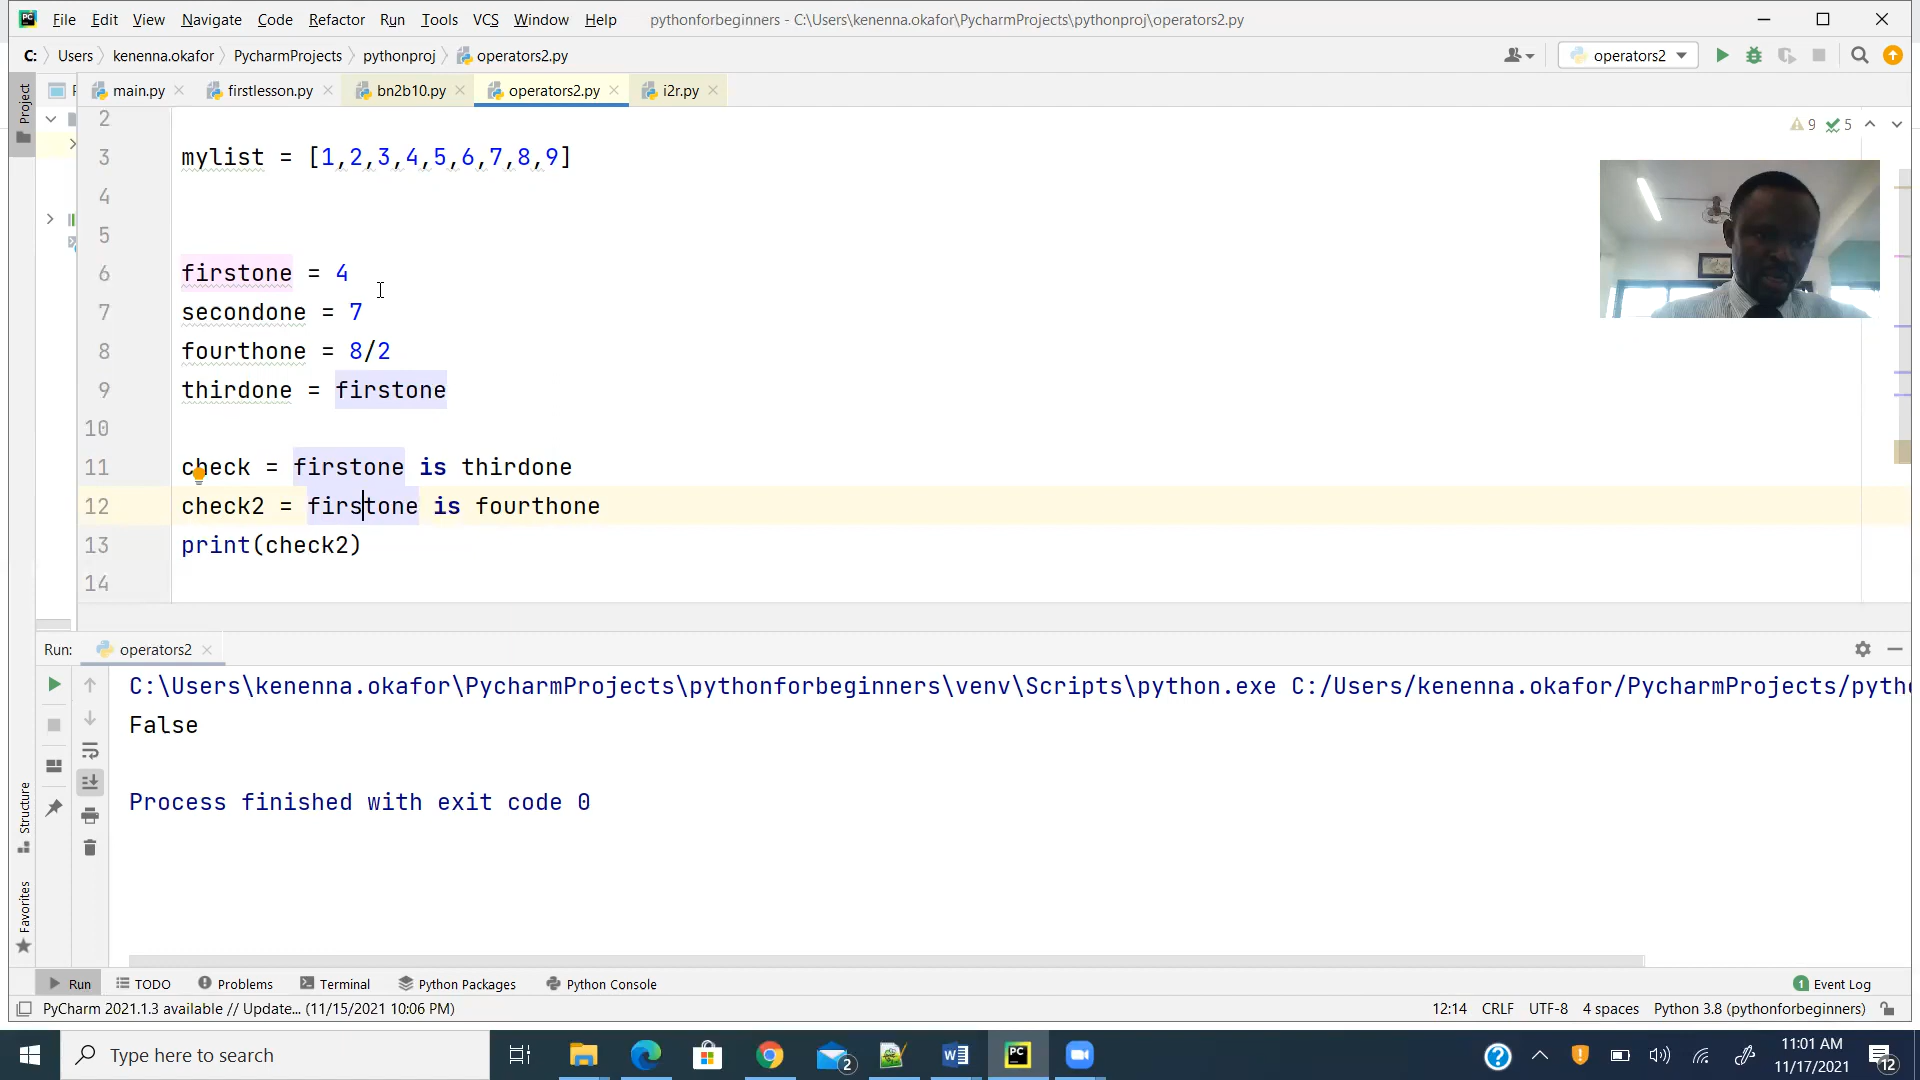 PC File Edit View Navigate Code Refactor Run Tools VCS Window Help pythonforbeginners - C:\Users\kenenna.okafor\PycharmProjects\pythonproj\operators2.py
C: Users kenenna.okafor PycharmProjects pythonproj operators2.py operators2
Project main.py firstlesson.py bn2b10.py operators2.py i2r.py
2 9 5
3 mylist = [1,2,3,4,5,6,7,8,9]
4
5
6 firstone = 4
7 secondone = 7
8 fourthone = 8/2
9 thirdone = firstone
10
11 check = firstone is thirdone
12 check2 = firstone is fourthone
13 print(check2)
14
Run: operators2
C:\Users\kenenna.okafor\PycharmProjects\pythonforbeginners\venv\Scripts\python.exe C:/Users/kenenna.okafor/PycharmProjects/pytho
False
Process finished with exit code 0
Structure
Favorites
Run TODO Problems Terminal Python Packages Python Console 1 Event Log
PyCharm 2021.1.3 available // Update... (11/15/2021 10:06 PM) 12:14 CRLF UTF-8 4 spaces Python 3.8 (pythonforbeginners)
Type here to search 2 PC 11:01 AM
11/17/2021 12